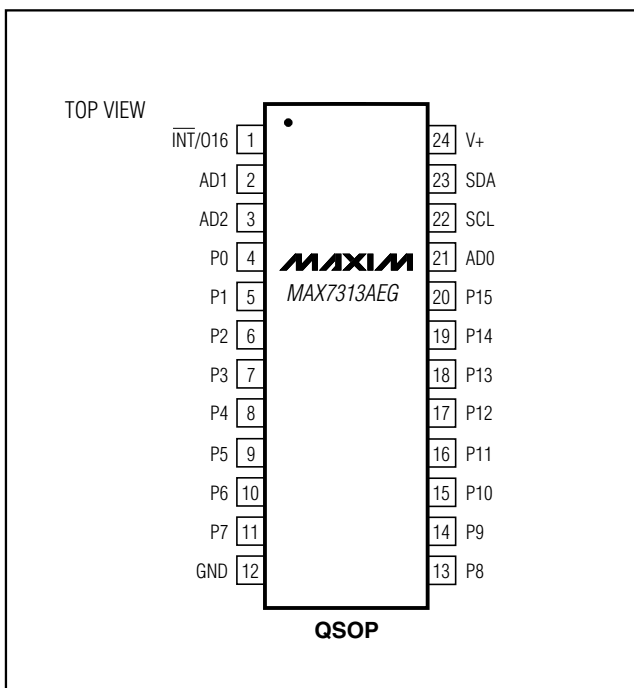 TOP VIEW
INT/O16 1 24 V+
AD1 2 23 SDA
AD2 3 22 SCL
P0 4 MAXIM 21 AD0
P1 5 MAX7313AEG 20 P15
P2 6 19 P14
P3 7 18 P13
P4 8 17 P12
P5 9 16 P11
P6 10 15 P10
P7 11 14 P9
GND 12 13 P8
QSOP